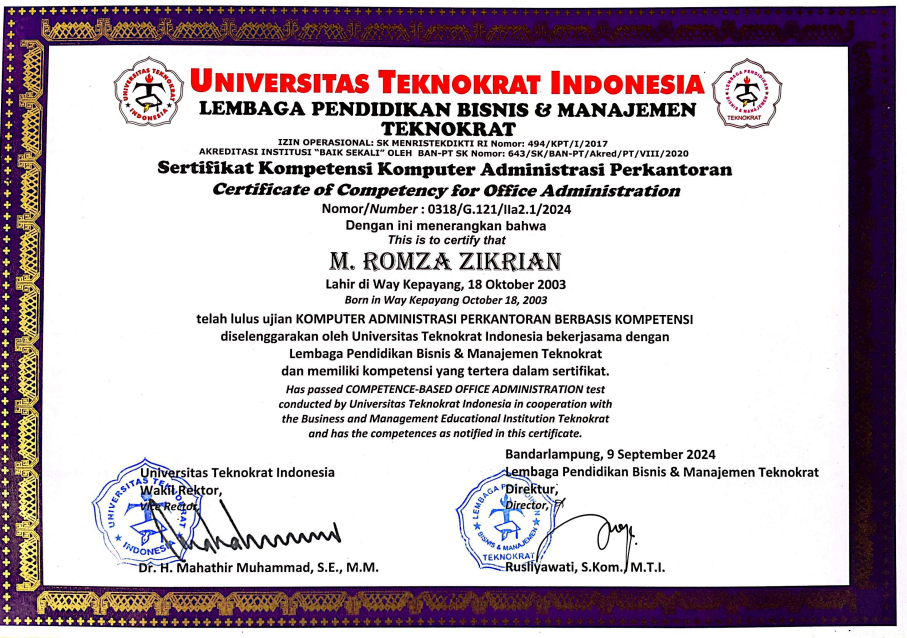 UNIVERSITAS TEKNOKRAT INDONESIA
LEMBAGA PENDIDIKAN BISNIS & MANAJEMEN
TEKNOKRAT
IZIN OPERASIONAL: SK MENRISTEKDIKTI RI Nomor: 494/KPT/I/2017
AKREDITASI INSTITUSI “BAIK SEKALI” OLEH BAN-PT SK Nomor: 643/SK/BAN-PT/Akred/PT/VIII/2020
Sertifikat Kompetensi Komputer Administrasi Perkantoran
Certificate of Competency for Office Administration
Nomor/Number : 0318/G.121/IIa2.1/2024
Dengan ini menerangkan bahwa
This is to certify that
M. ROMZA ZIKRIAN
Lahir di Way Kepayang, 18 Oktober 2003
Born in Way Kepayang October 18, 2003
telah lulus ujian KOMPUTER ADMINISTRASI PERKANTORAN BERBASIS KOMPETENSI
diselenggarakan oleh Universitas Teknokrat Indonesia bekerjasama dengan
Lembaga Pendidikan Bisnis & Manajemen Teknokrat
dan memiliki kompetensi yang tertera dalam sertifikat.
Has passed COMPETENCE-BASED OFFICE ADMINISTRATION test
conducted by Universitas Teknokrat Indonesia in cooperation with
the Business and Management Educational Institution Teknokrat
and has the competences as notified in this certificate.
Bandarlampung, 9 September 2024
Universitas Teknokrat Indonesia
Wakil Rektor,
Vice Rector,
UNIVERSITAS TEKNOKRAT
INDONESIA
Dr. H. Mahathir Muhammad, S.E., M.M.
Lembaga Pendidikan Bisnis & Manajemen Teknokrat
Direktur,
Director,
LEMBAGA PENDIDIKAN
BISNIS & MANAJEMEN
TEKNOKRAT
Rusliyawati, S.Kom., M.T.I.
UNIVERSITAS TEKNOKRAT
INDONESIA
LEMBAGA PENDIDIKAN
BISNIS & MANAJEMEN
TEKNOKRAT